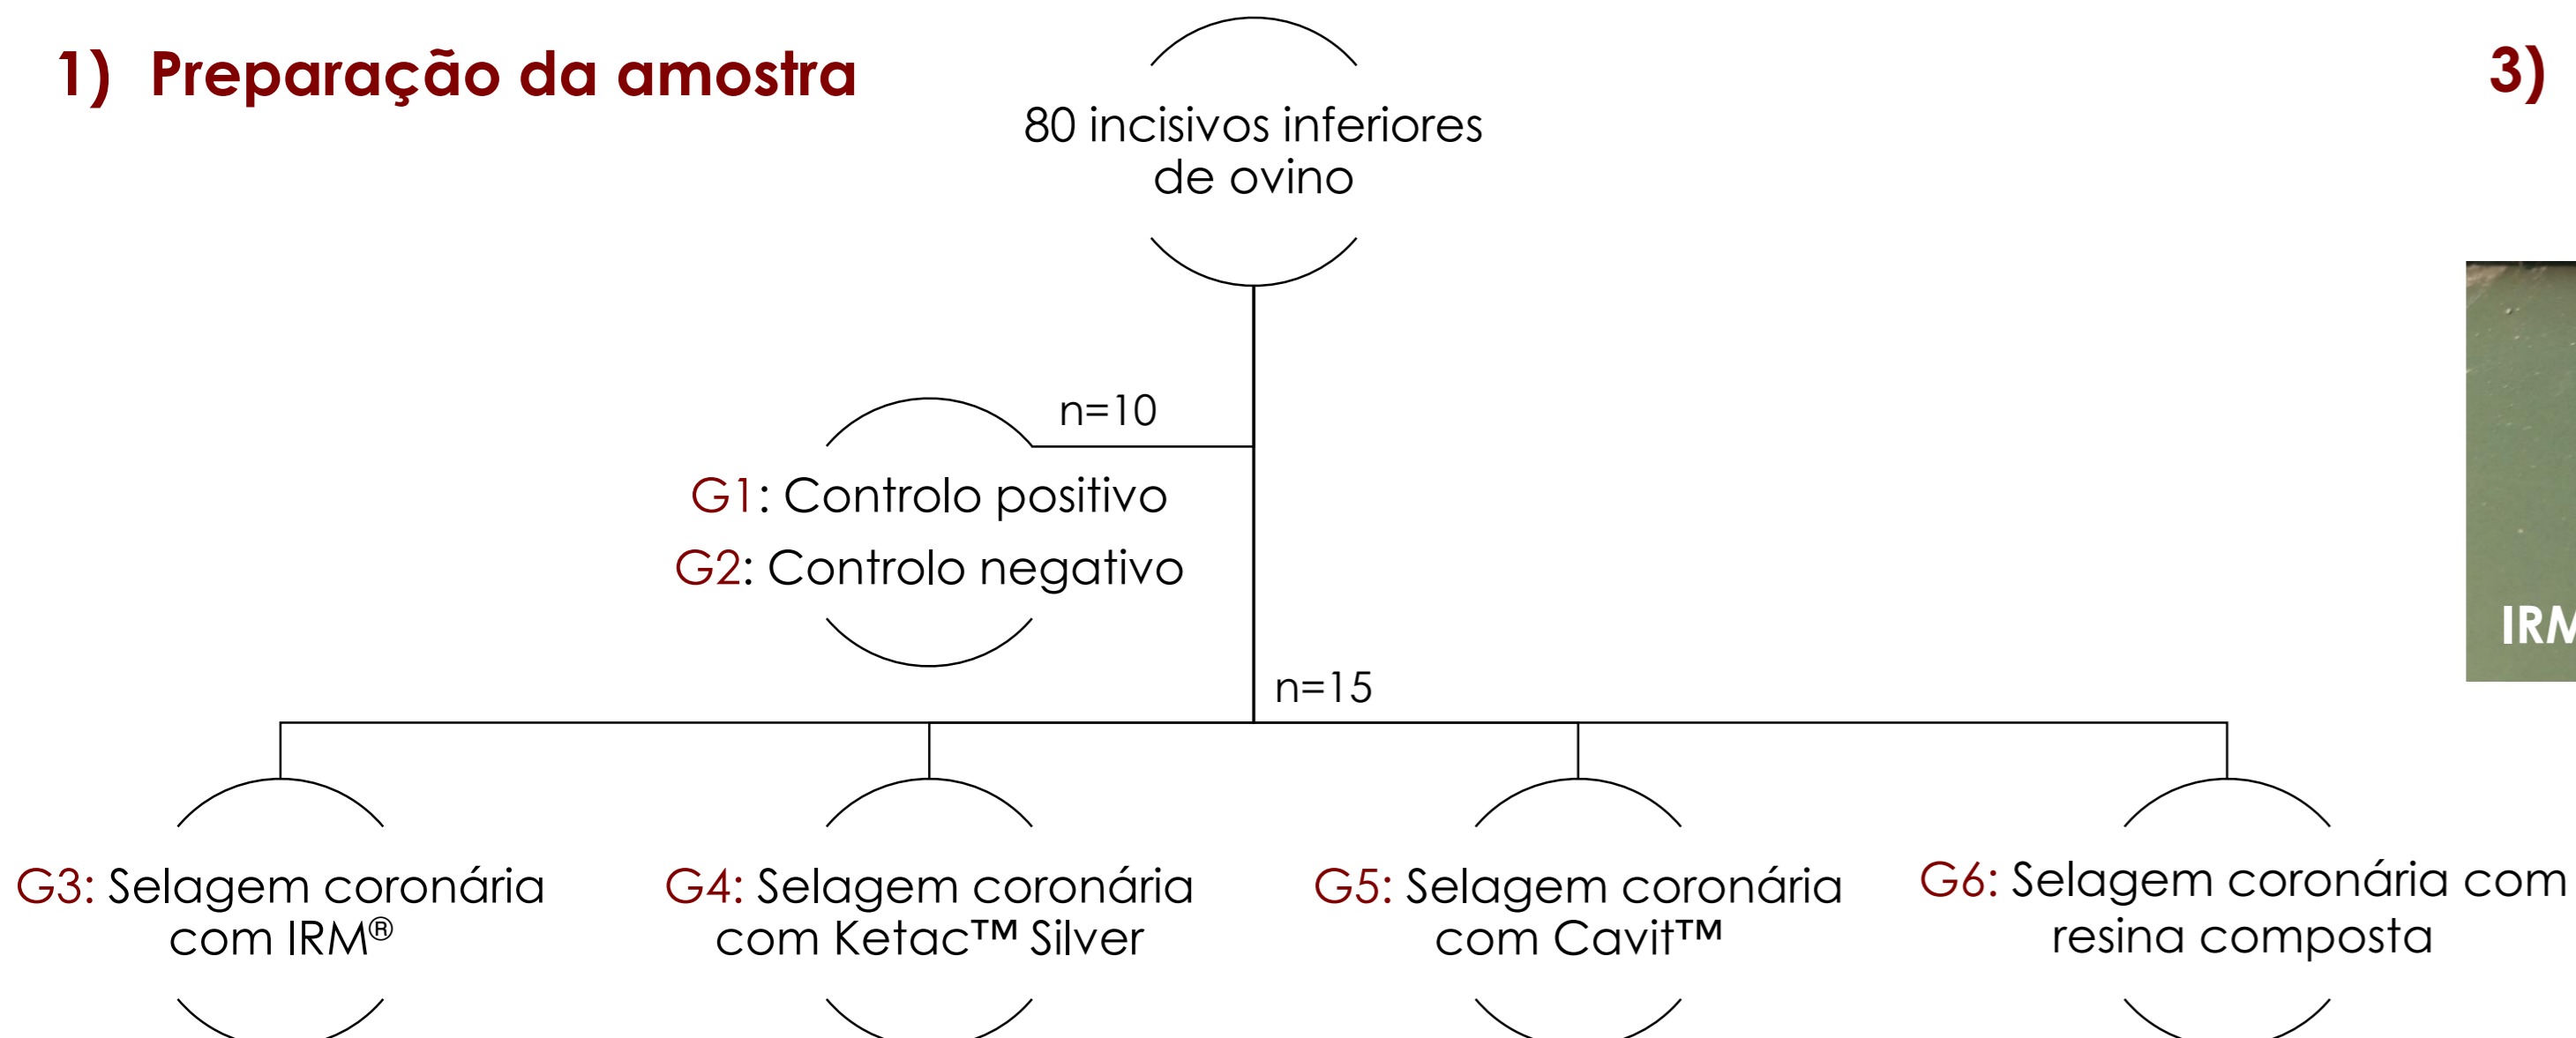 1) Preparação da amostra
3)
80 incisivos inferiores
de ovino
n=10
G1: Controlo positivo
G2: Controlo negativo
n=15
G3: Selagem coronária
com IRM®
G4: Selagem coronária
com Ketac™ Silver
G5: Selagem coronária
com Cavit™
G6: Selagem coronária com
resina composta
IRM